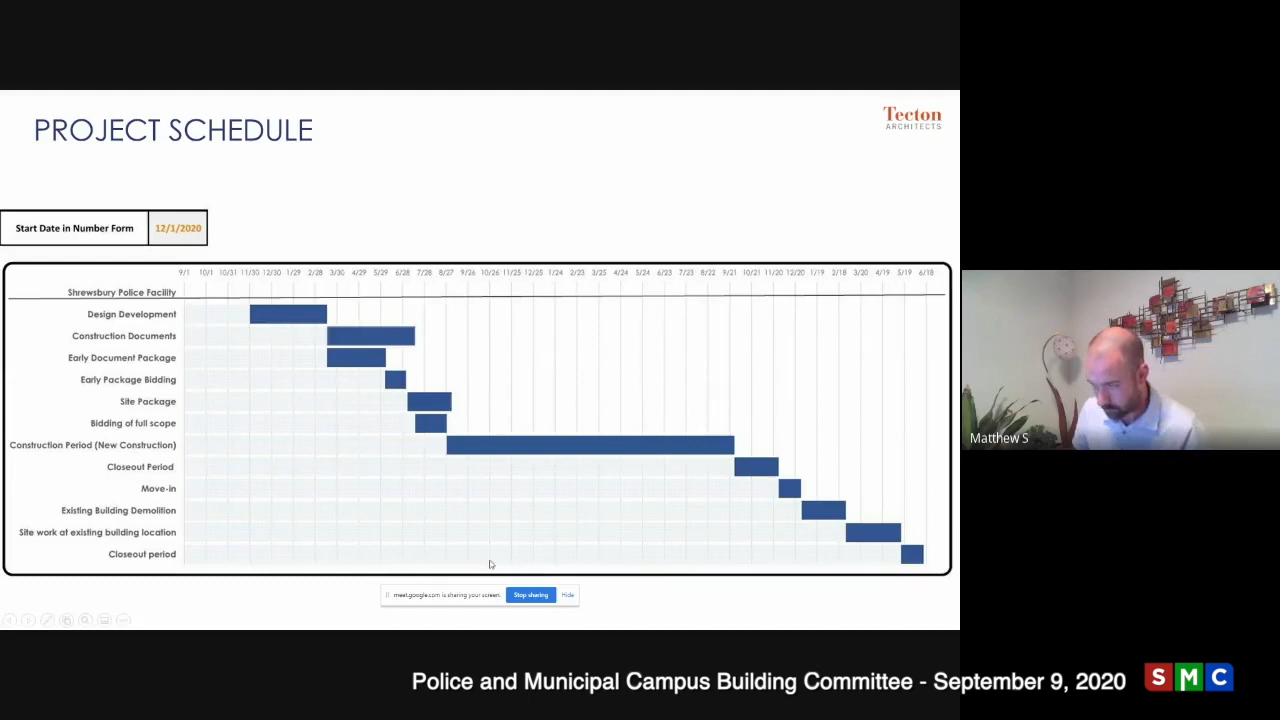 PROJECT SCHEDULE
Tecton
ARCHITECTS
Start Date in Number Form 12/1/2020
9/1 10/1 10/31 11/30 12/30 1/29 2/28 3/30 4/29 5/29 6/28 7/28 8/27 9/26 10/26 11/25 12/25 1/24 2/23 3/25 4/24 5/24 6/23 7/23 8/22 9/21 10/21 11/20 12/20 1/19 2/18 3/20 4/19 5/19 6/18
Shrewsbury Police Facility
Design Development
Construction Documents
Early Document Package
Early Package Bidding
Site Package
Bidding of full scope
Construction Period (New Construction)
Closeout Period
Move-in
Existing Building Demolition
Site work at existing building location
Closeout period
meet.google.com is sharing your screen. Stop sharing Hide
Matthew S
Police and Municipal Campus Building Committee - September 9, 2020
SMC